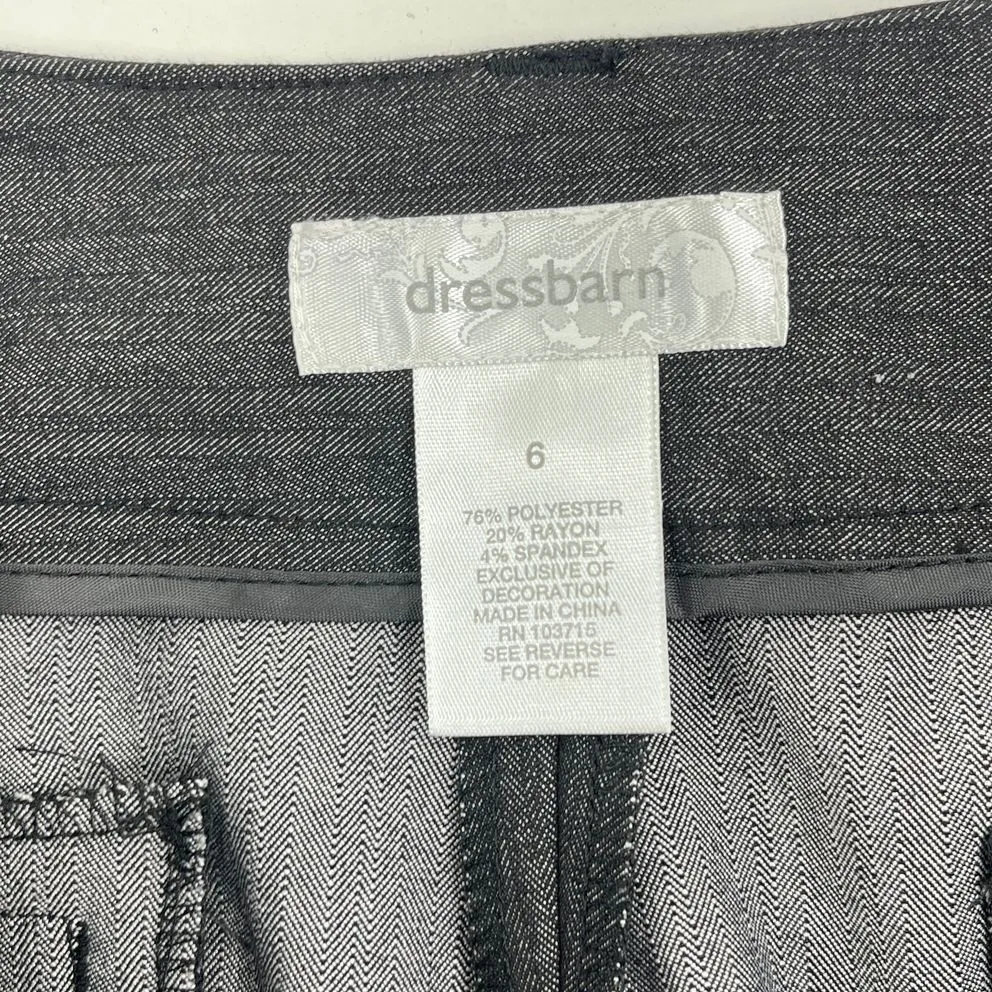 dressbarn
6
76% POLYESTER
20% RAYON
4% SPANDEX
EXCLUSIVE OF
DECORATION
MADE IN CHINA
RN 103715
SEE REVERSE
FOR CARE